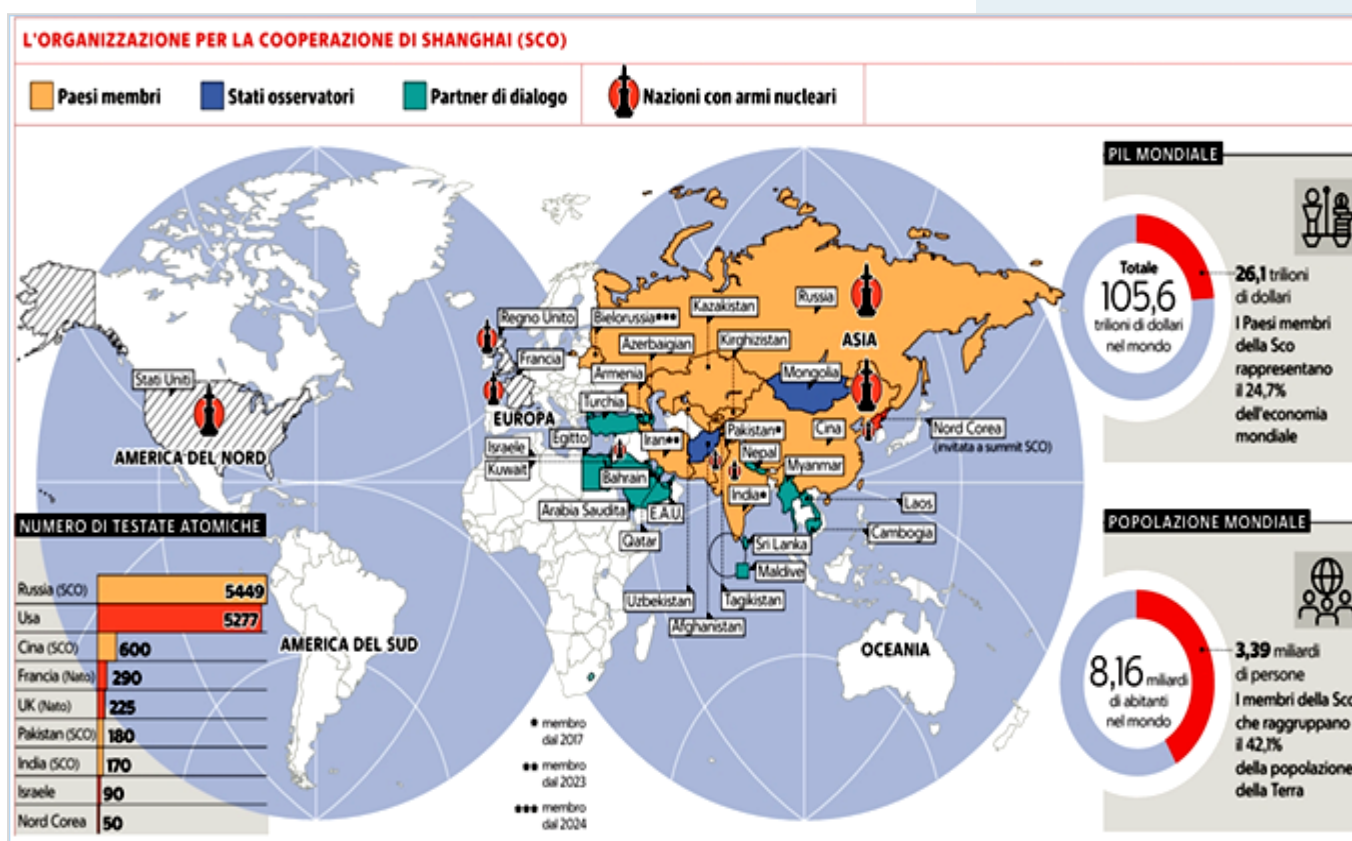 L'ORGANIZZAZIONE PER LA COOPERAZIONE DI SHANGHAI (SCO)
Paesi membri
Stati osservatori
Partner di dialogo
Nazioni con armi nucleari
PIL MONDIALE
Totale
105,6
trilioni di dollari
nel mondo
26,1 trilioni
di dollari
I Paesi membri
della Sco
rappresentano
il 24,7%
dell'economia
mondiale
Stati Uniti
AMERICA DEL NORD
Regno Unito
Francia
EUROPA
Bielorussia***
Azerbaigian
Armenia
Turchia
Kazakistan
Kirghizistan
Russia
ASIA
Mongolia
Cina
Nord Corea
(invitata a summit SCO)
Israele
Kuwait
Egitto
Iran**
Pakistan*
Nepal
Myanmar
Bahrain
India*
Arabia Saudita
E.A.U.
Qatar
Laos
Cambogia
Sri Lanka
Maldive
Uzbekistan
Tagikistan
Afghanistan
AMERICA DEL SUD
OCEANIA
NUMERO DI TESTATE ATOMICHE
Russia (SCO) 5449
Usa 5277
Cina (SCO) 600
Francia (Nato) 290
UK (Nato) 225
Pakistan (SCO) 180
India (SCO) 170
Israele 90
Nord Corea 50
* membro
dal 2017
** membro
dal 2023
*** membro
dal 2024
POPOLAZIONE MONDIALE
8,16 miliardi
di abitanti
nel mondo
3,39 miliardi
di persone
I membri della Sco
che raggruppano
il 42,1%
della popolazione
della Terra